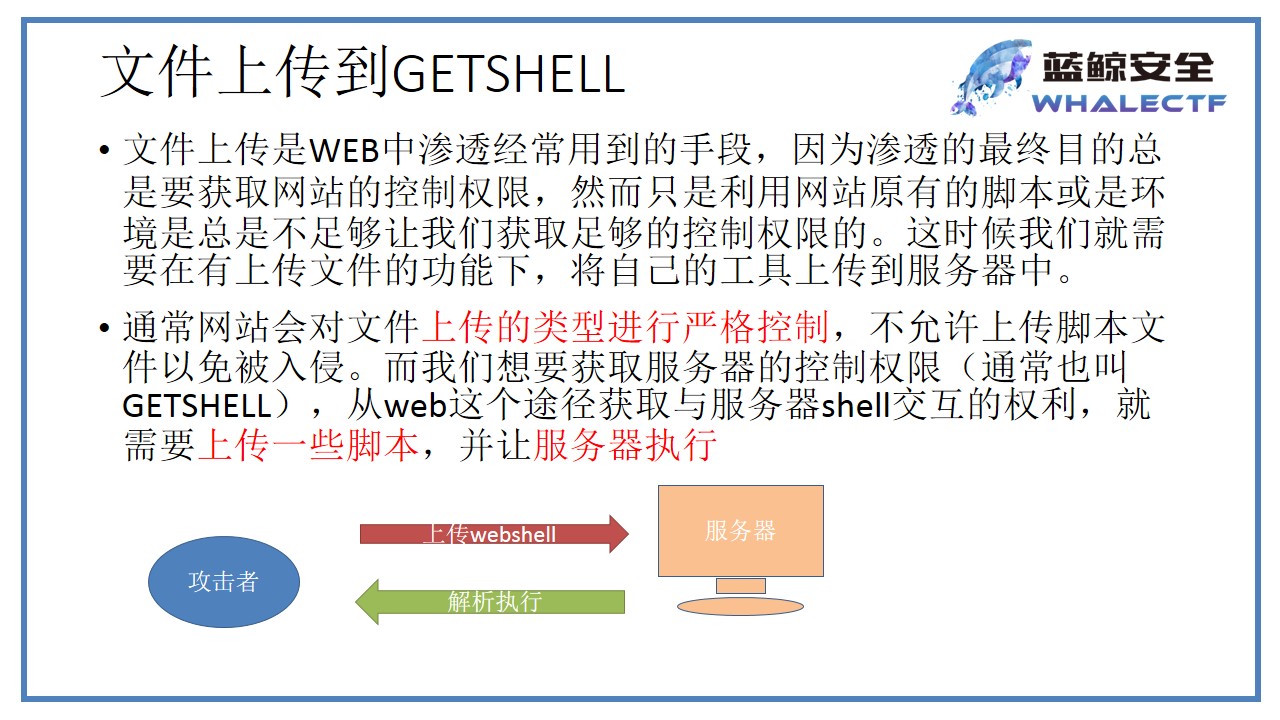 文件上传到GETSHELL
蓝鲸安全
WHALECTF
• 文件上传是WEB中渗透经常用到的手段，因为渗透的最终目的总
是要获取网站的控制权限，然而只是利用网站原有的脚本或是环
境是总是不足够让我们获取足够的控制权限的。这时候我们就需
要在有上传文件的功能下，将自己的工具上传到服务器中。
• 通常网站会对文件上传的类型进行严格控制，不允许上传脚本文
件以免被入侵。而我们想要获取服务器的控制权限（通常也叫
GETSHELL），从web这个途径获取与服务器shell交互的权利，就
需要上传一些脚本，并让服务器执行
上传webshell
服务器
攻击者
解析执行